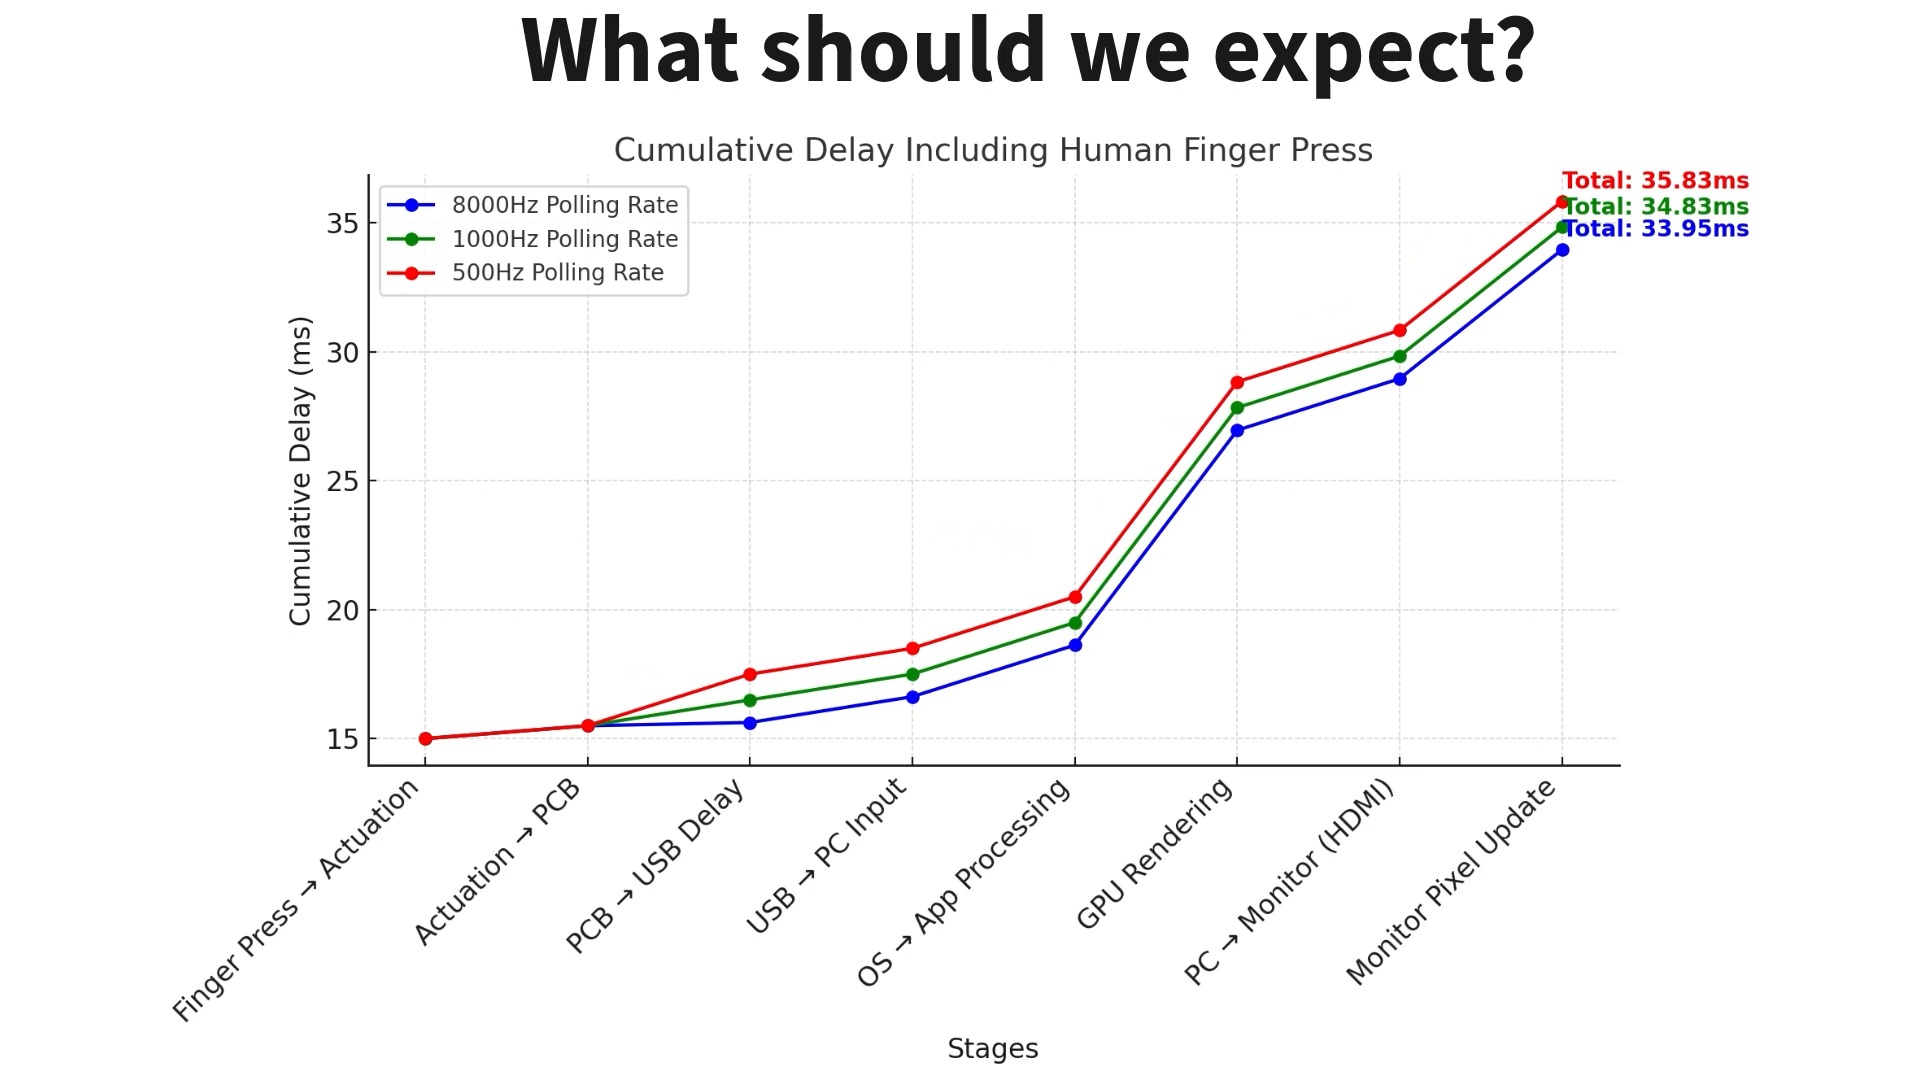 What should we expect?
Cumulative Delay Including Human Finger Press
8000Hz Polling Rate
1000Hz Polling Rate
500Hz Polling Rate
Total: 35.83ms
Total: 34.83ms
Total: 33.95ms
Cumulative Delay (ms)
35
30
25
20
15
Finger Press → Actuation
Actuation → PCB
PCB → USB Delay
USB → PC Input
OS → App Processing
GPU Rendering
PC → Monitor (HDMI)
Monitor Pixel Update
Stages